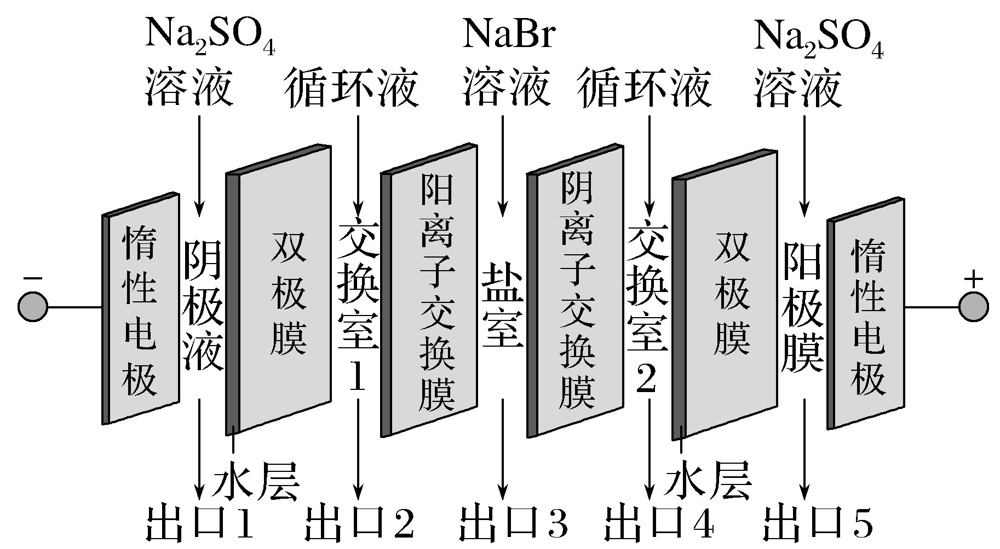 Na₂SO₄
溶液
循环液
NaBr
溶液
循环液
Na₂SO₄
溶液
−
惰性电极
阴极液
双极膜
交换室1
阳离子交换膜
盐室
阴离子交换膜
交换室2
双极膜
阳极膜
惰性电极
+
水层
水层
出口1
出口2
出口3
出口4
出口5